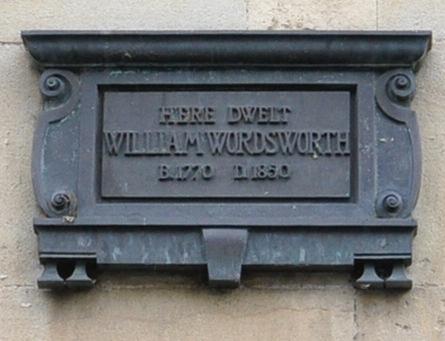 HERE DWELT
WILLIAM WORDSWORTH
B.1770 D.1850